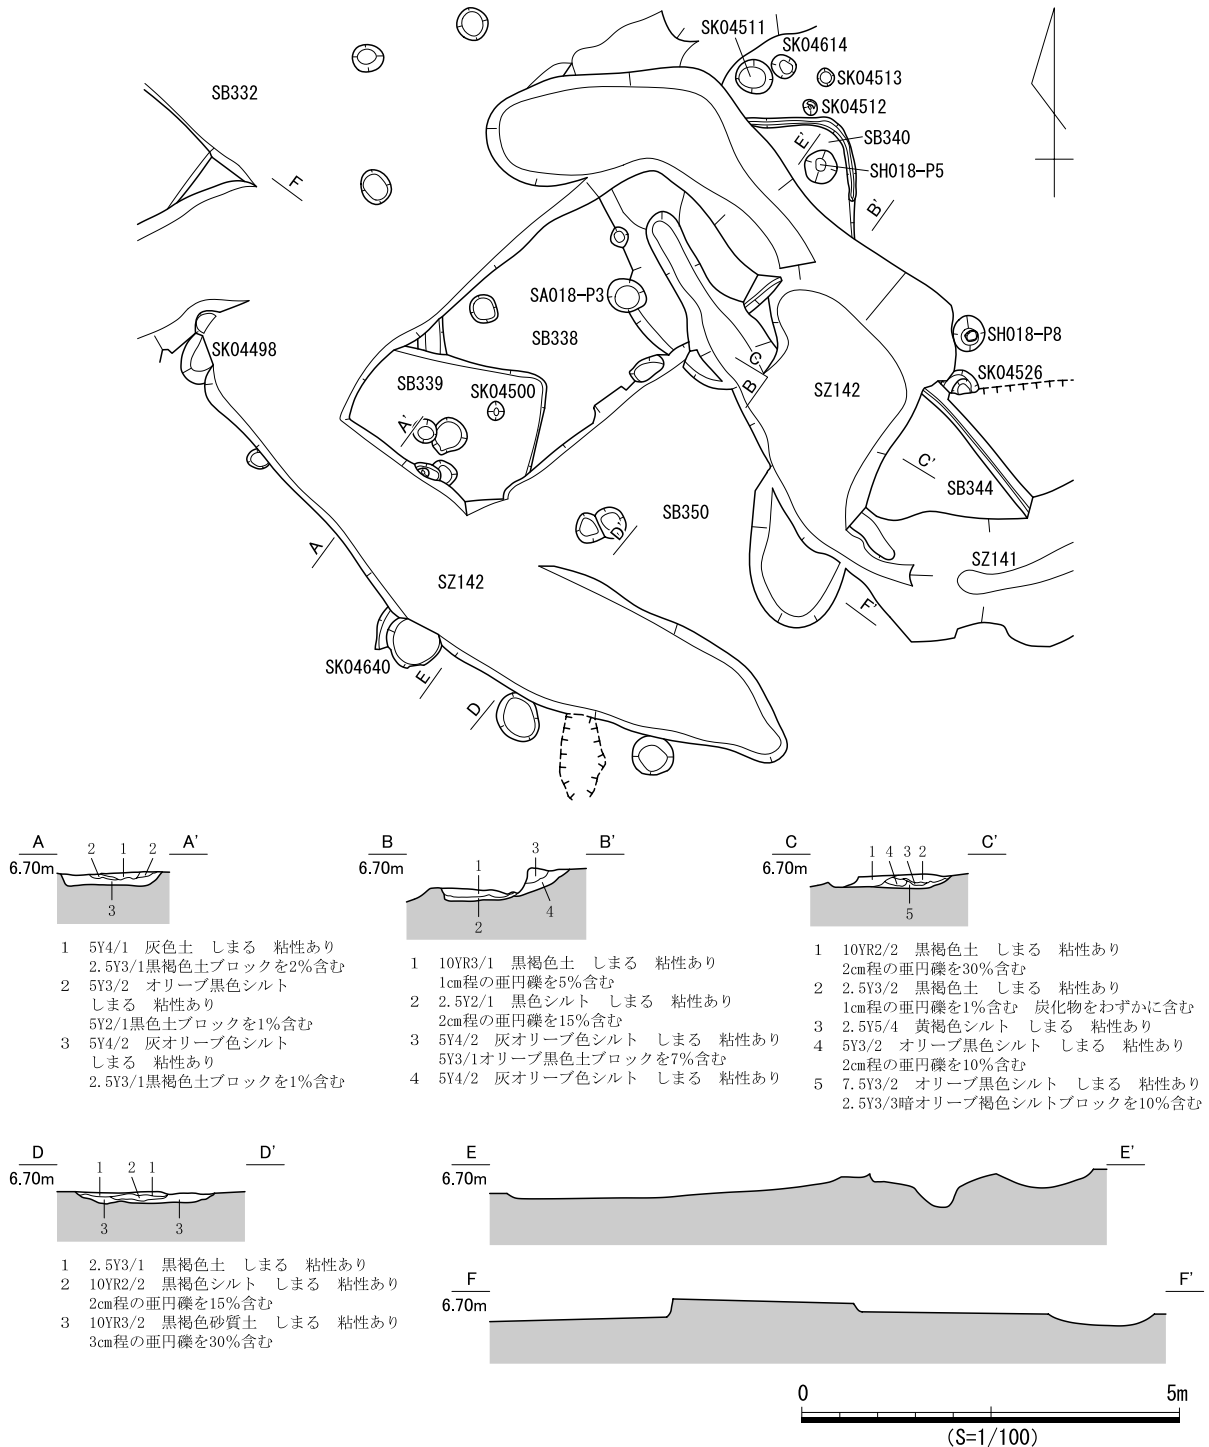 SK04511
SK04614
SK04513
SK04512
SB332
SB340
SH018-P5
E'
B'
F
SA018-P3
SB338
SH018-P8
SK04526
SK04498
C
B
SB339
SK04500
SZ142
A'
C'
SB344
SB350
D'
A
SZ142
SZ141
F'
SK04640
E
D
A A'
6.70m
2 1 2
3
1 5Y4/1 灰色土 しまる 粘性あり
2.5Y3/1黒褐色土ブロックを2%含む
2 5Y3/2 オリーブ黒色シルト
しまる 粘性あり
5Y2/1黒色土ブロックを1%含む
3 5Y4/2 灰オリーブ色シルト
しまる 粘性あり
2.5Y3/1黒褐色土ブロックを1%含む
B B'
6.70m
1 3
2 4
1 10YR3/1 黒褐色土 しまる 粘性あり
1cm程の亜円礫を5%含む
2 2.5Y2/1 黒色シルト しまる 粘性あり
2cm程の亜円礫を15%含む
3 5Y4/2 灰オリーブ色シルト しまる 粘性あり
5Y3/1オリーブ黒色土ブロックを7%含む
4 5Y4/2 灰オリーブ色シルト しまる 粘性あり
C C'
6.70m
1 4 3 2
5
1 10YR2/2 黒褐色土 しまる 粘性あり
2cm程の亜円礫を30%含む
2 2.5Y3/2 黒褐色土 しまる 粘性あり
1cm程の亜円礫を1%含む 炭化物をわずかに含む
3 2.5Y5/4 黄褐色シルト しまる 粘性あり
4 5Y3/2 オリーブ黒色シルト しまる 粘性あり
2cm程の亜円礫を10%含む
5 7.5Y3/2 オリーブ黒色シルト しまる 粘性あり
2.5Y3/3暗オリーブ褐色シルトブロックを10%含む
D D'
6.70m
1 2 1
3 3
1 2.5Y3/1 黒褐色土 しまる 粘性あり
2 10YR2/2 黒褐色シルト しまる 粘性あり
2cm程の亜円礫を15%含む
3 10YR3/2 黒褐色砂質土 しまる 粘性あり
3cm程の亜円礫を30%含む
E E'
6.70m
F F'
6.70m
0 5m
(S=1/100)